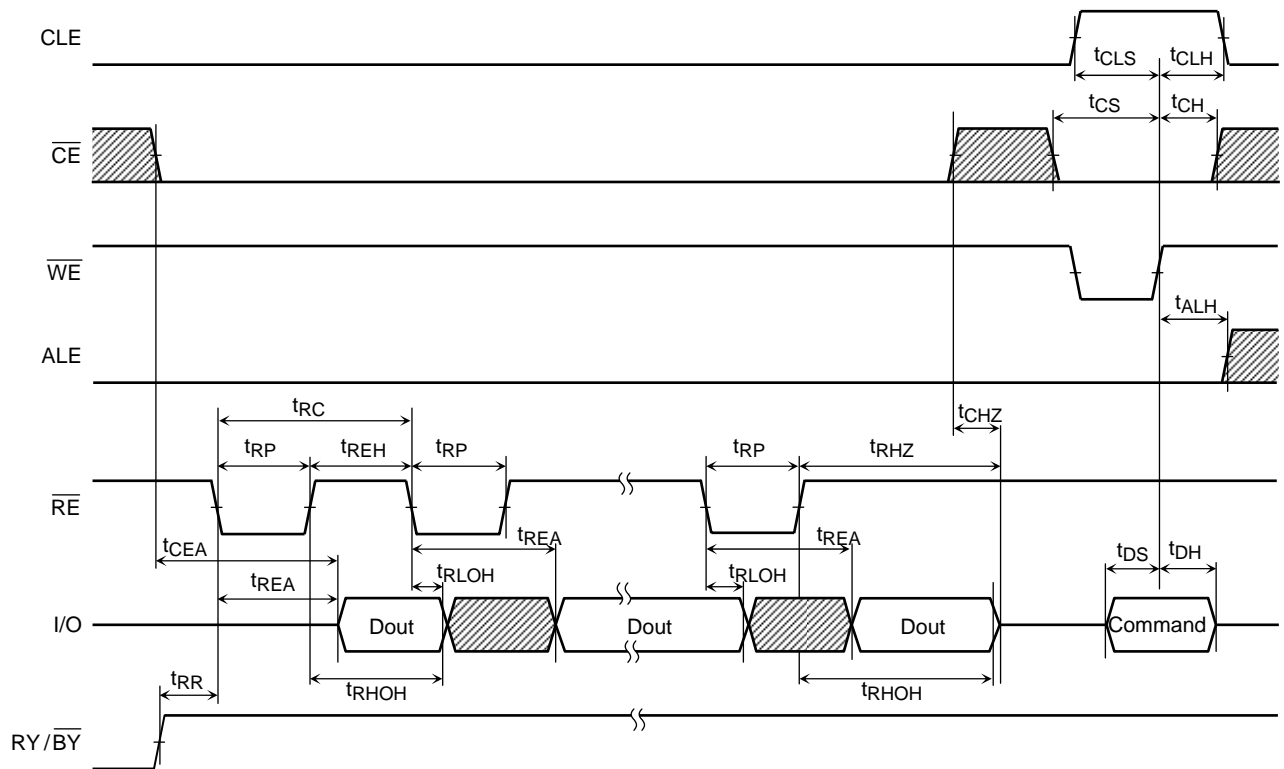 CLE
tCLS tCLH
tCS tCH
CE
WE
tALH
ALE
tRC tCHZ
tRP tREH tRP tRP tRHZ
RE
tCEA tREA tREA
tREA tRLOH tRLOH tDS tDH
I/O Dout Dout Dout Command
tRR tRHOH tRHOH
RY/BY